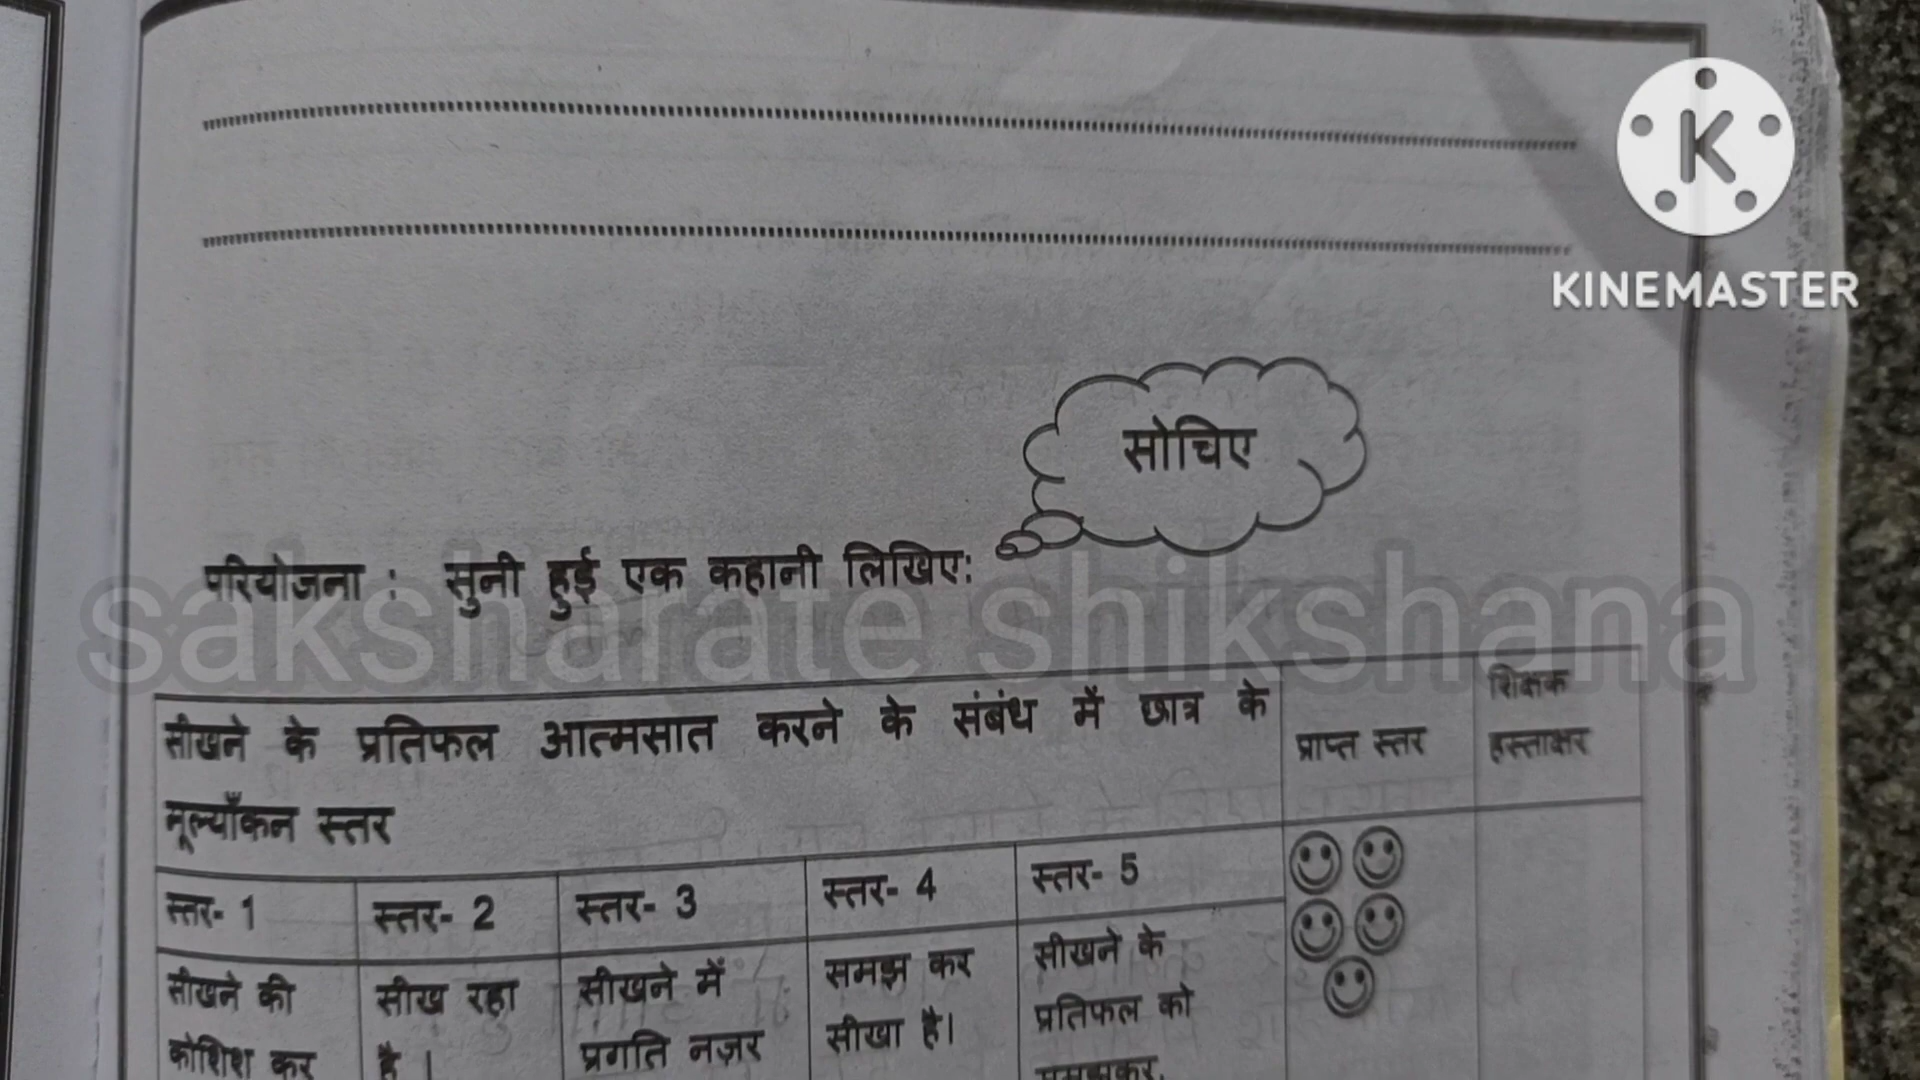 K
KINEMASTER
सोचिए
परियोजना : सुनी हुई एक कहानी लिखिए:
saksharate shikshana
सीखने के प्रतिफल आत्मसात करने के संबंध में छात्र के
मूल्याँकन स्तर
प्राप्त स्तर
शिक्षक
हस्ताक्षर
स्तर- 1
स्तर- 2
स्तर- 3
स्तर- 4
स्तर- 5
सीखने की
कोशिश कर
सीख रहा
है ।
सीखने में
प्रगति नज़र
समझ कर
सीखा है।
सीखने के
प्रतिफल को